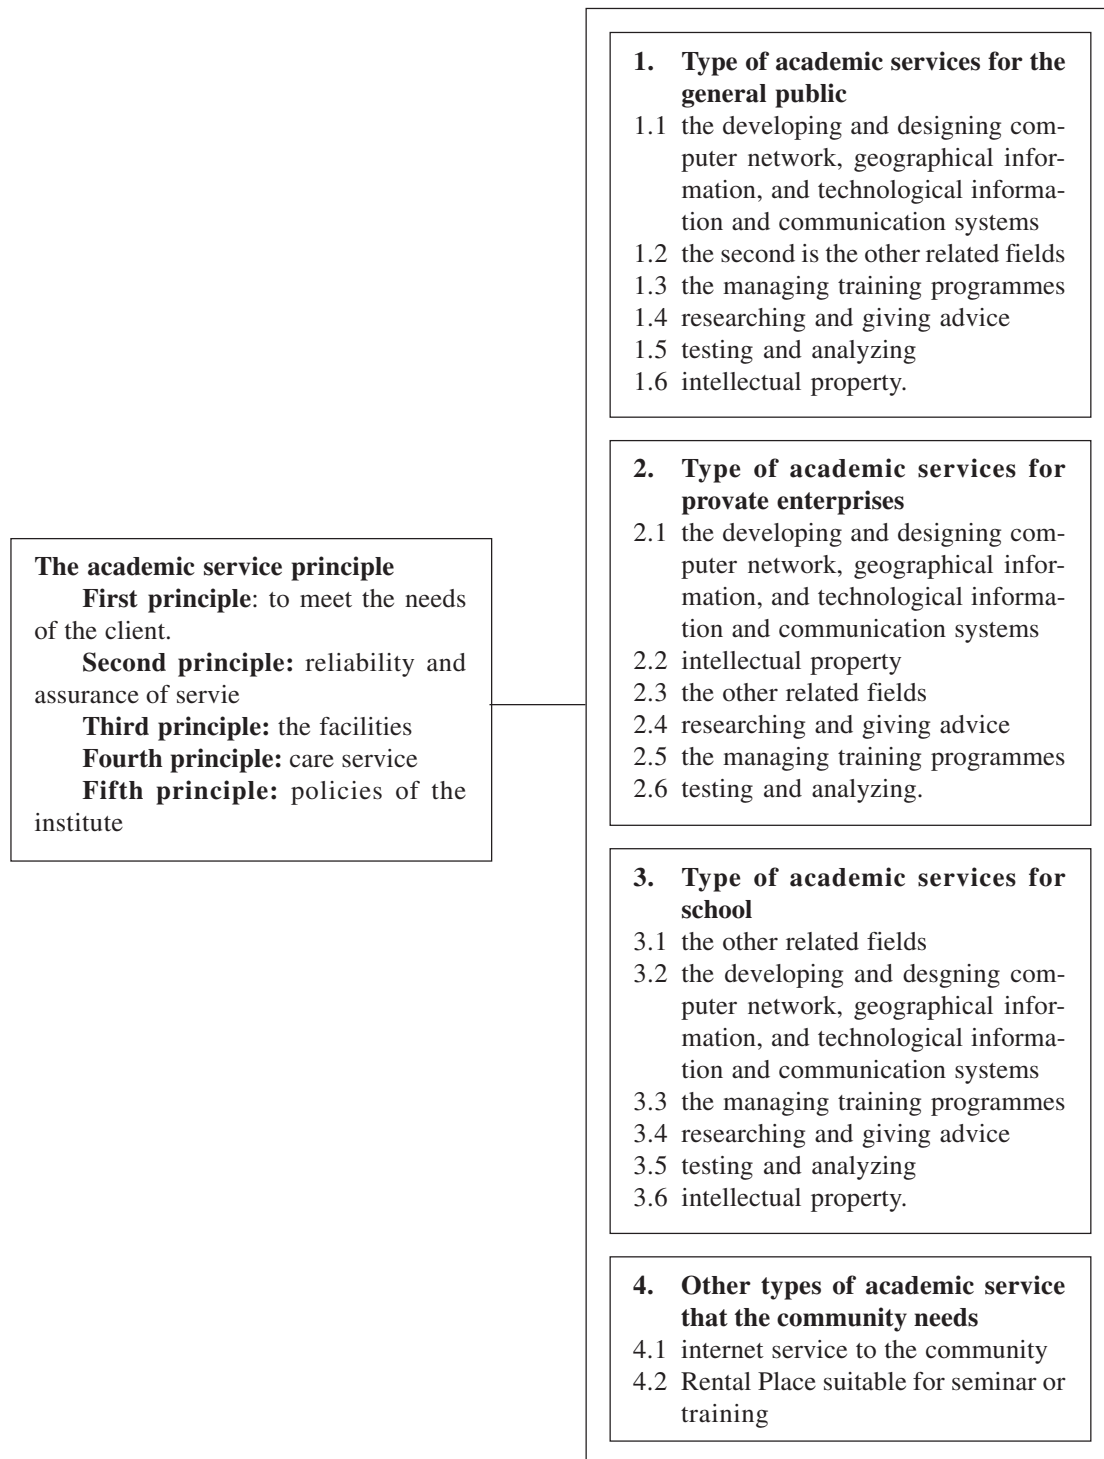 The academic service principle
First principle: to meet the needs
of the client.
Second principle: reliability and
assurance of servie
Third principle: the facilities
Fourth principle: care service
Fifth principle: policies of the
institute
1. Type of academic services for the
general public
1.1 the developing and designing com-
puter network, geographical infor-
mation, and technological informa-
tion and communication systems
1.2 the second is the other related fields
1.3 the managing training programmes
1.4 researching and giving advice
1.5 testing and analyzing
1.6 intellectual property.
2. Type of academic services for
provate enterprises
2.1 the developing and designing com-
puter network, geographical infor-
mation, and technological informa-
tion and communication systems
2.2 intellectual property
2.3 the other related fields
2.4 researching and giving advice
2.5 the managing training programmes
2.6 testing and analyzing.
3. Type of academic services for
school
3.1 the other related fields
3.2 the developing and desgning com-
puter network, geographical infor-
mation, and technological informa-
tion and communication systems
3.3 the managing training programmes
3.4 researching and giving advice
3.5 testing and analyzing
3.6 intellectual property.
4. Other types of academic service
that the community needs
4.1 internet service to the community
4.2 Rental Place suitable for seminar or
training